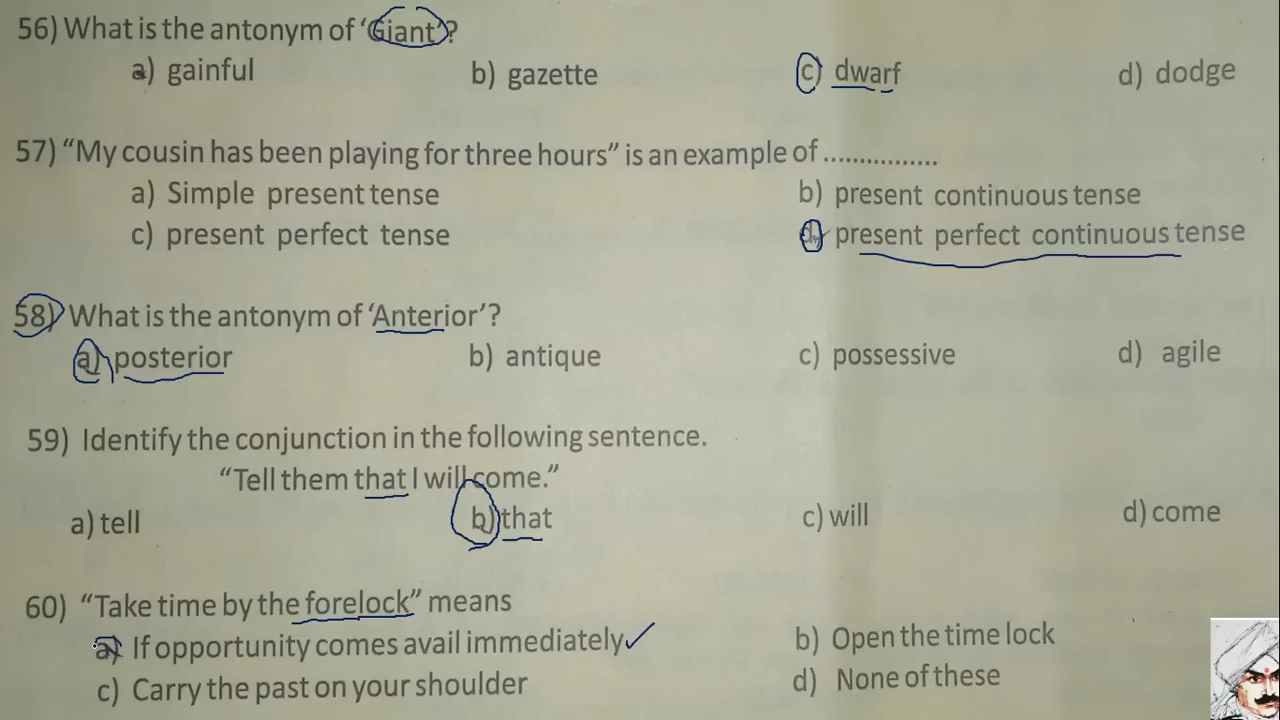 56) What is the antonym of ‘Giant’?
a) gainful b) gazette c) dwarf d) dodge
57) “My cousin has been playing for three hours” is an example of ................
a) Simple present tense b) present continuous tense
c) present perfect tense d) present perfect continuous tense
58) What is the antonym of ‘Anterior’?
a) posterior b) antique c) possessive d) agile
59) Identify the conjunction in the following sentence.
“Tell them that I will come.”
a) tell b) that c) will d) come
60) “Take time by the forelock” means
a) If opportunity comes avail immediately b) Open the time lock
c) Carry the past on your shoulder d) None of these